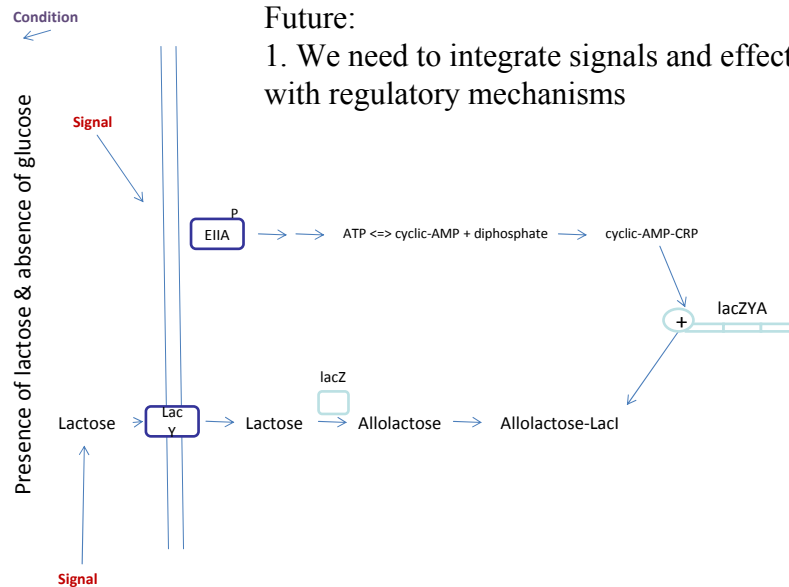 Condition
Future:
1. We need to integrate signals and effect
with regulatory mechanisms
Presence of lactose & absence of glucose
Signal
P
EIIA
ATP <=> cyclic-AMP + diphosphate
cyclic-AMP-CRP
lacZYA
+
lacZ
Lactose
Lac
Y
Lactose
Allolactose
Allolactose-LacI
Signal